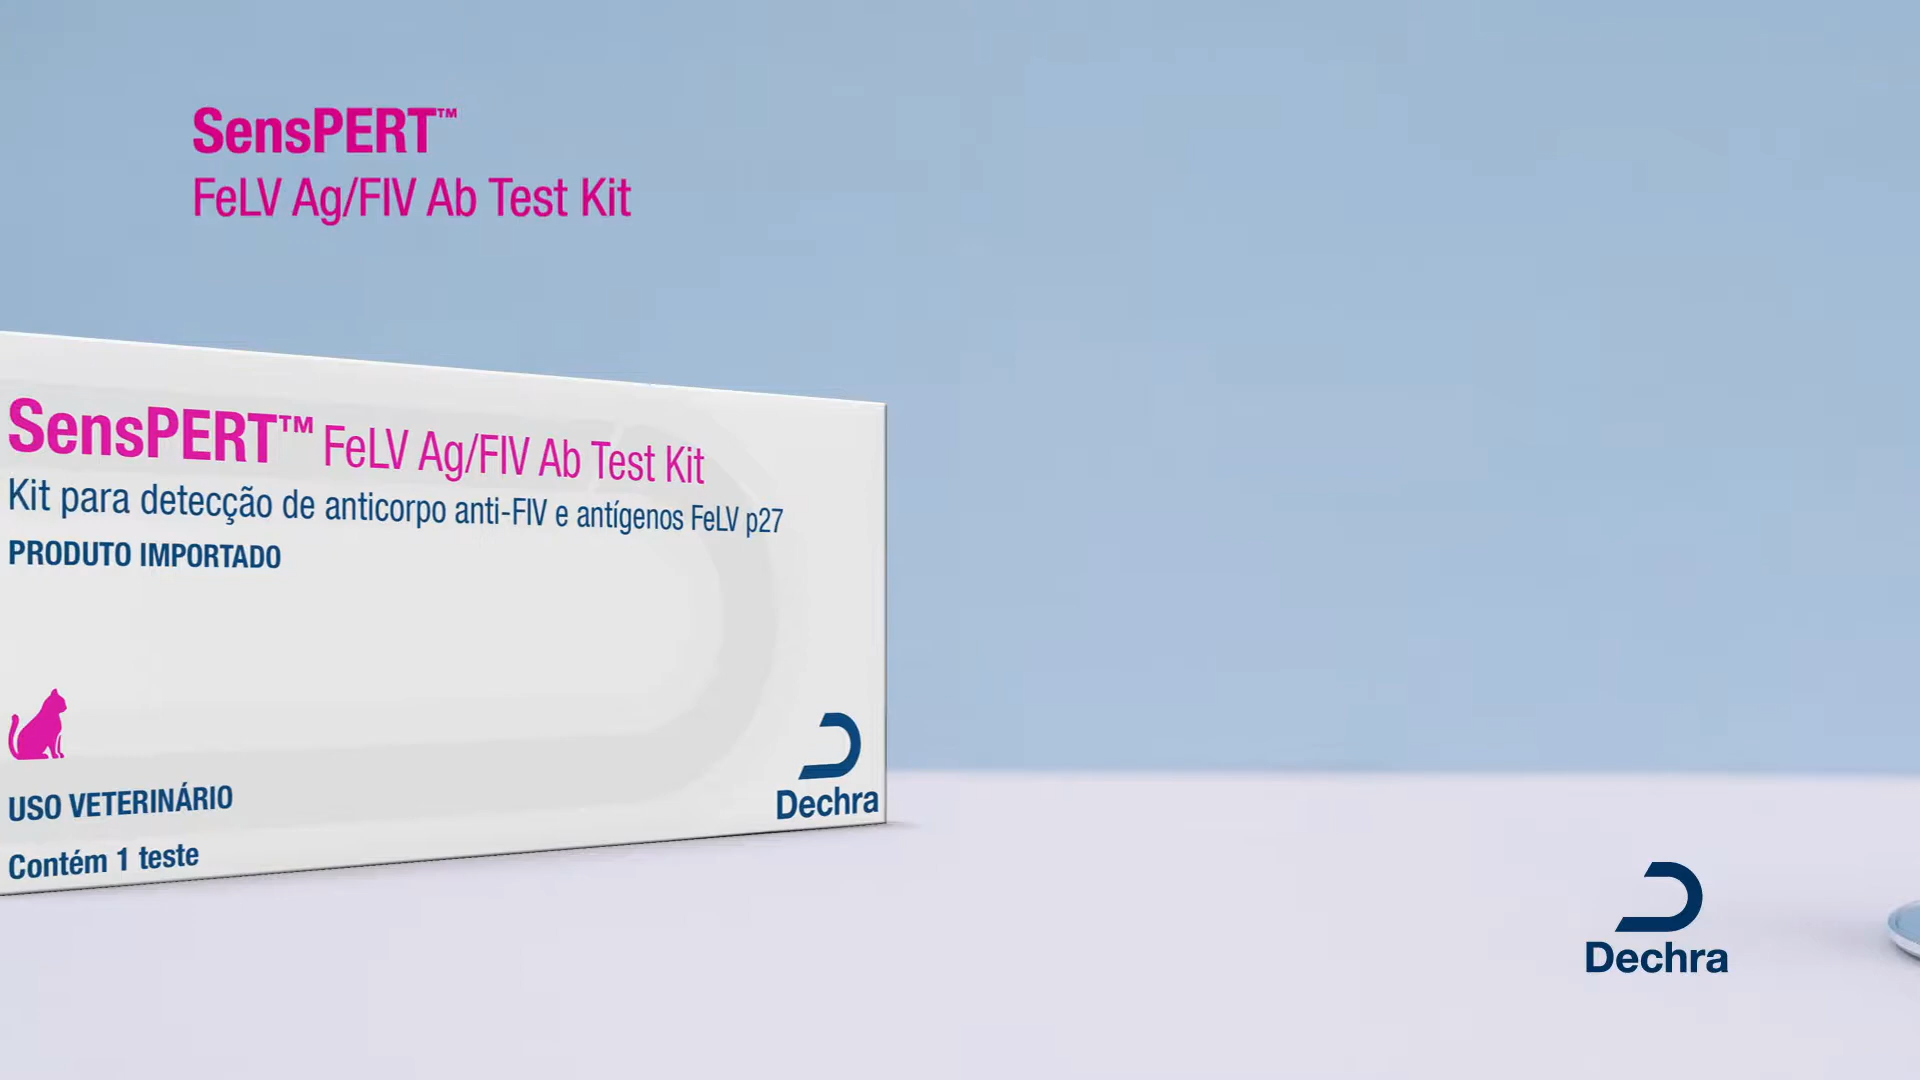 SensPERT™
FeLV Ag/FIV Ab Test Kit
SensPERT™ FeLV Ag/FIV Ab Test Kit
Kit para detecção de anticorpo anti-FIV e antígenos FeLV p27
PRODUTO IMPORTADO
USO VETERINÁRIO
Contém 1 teste
Dechra
Dechra